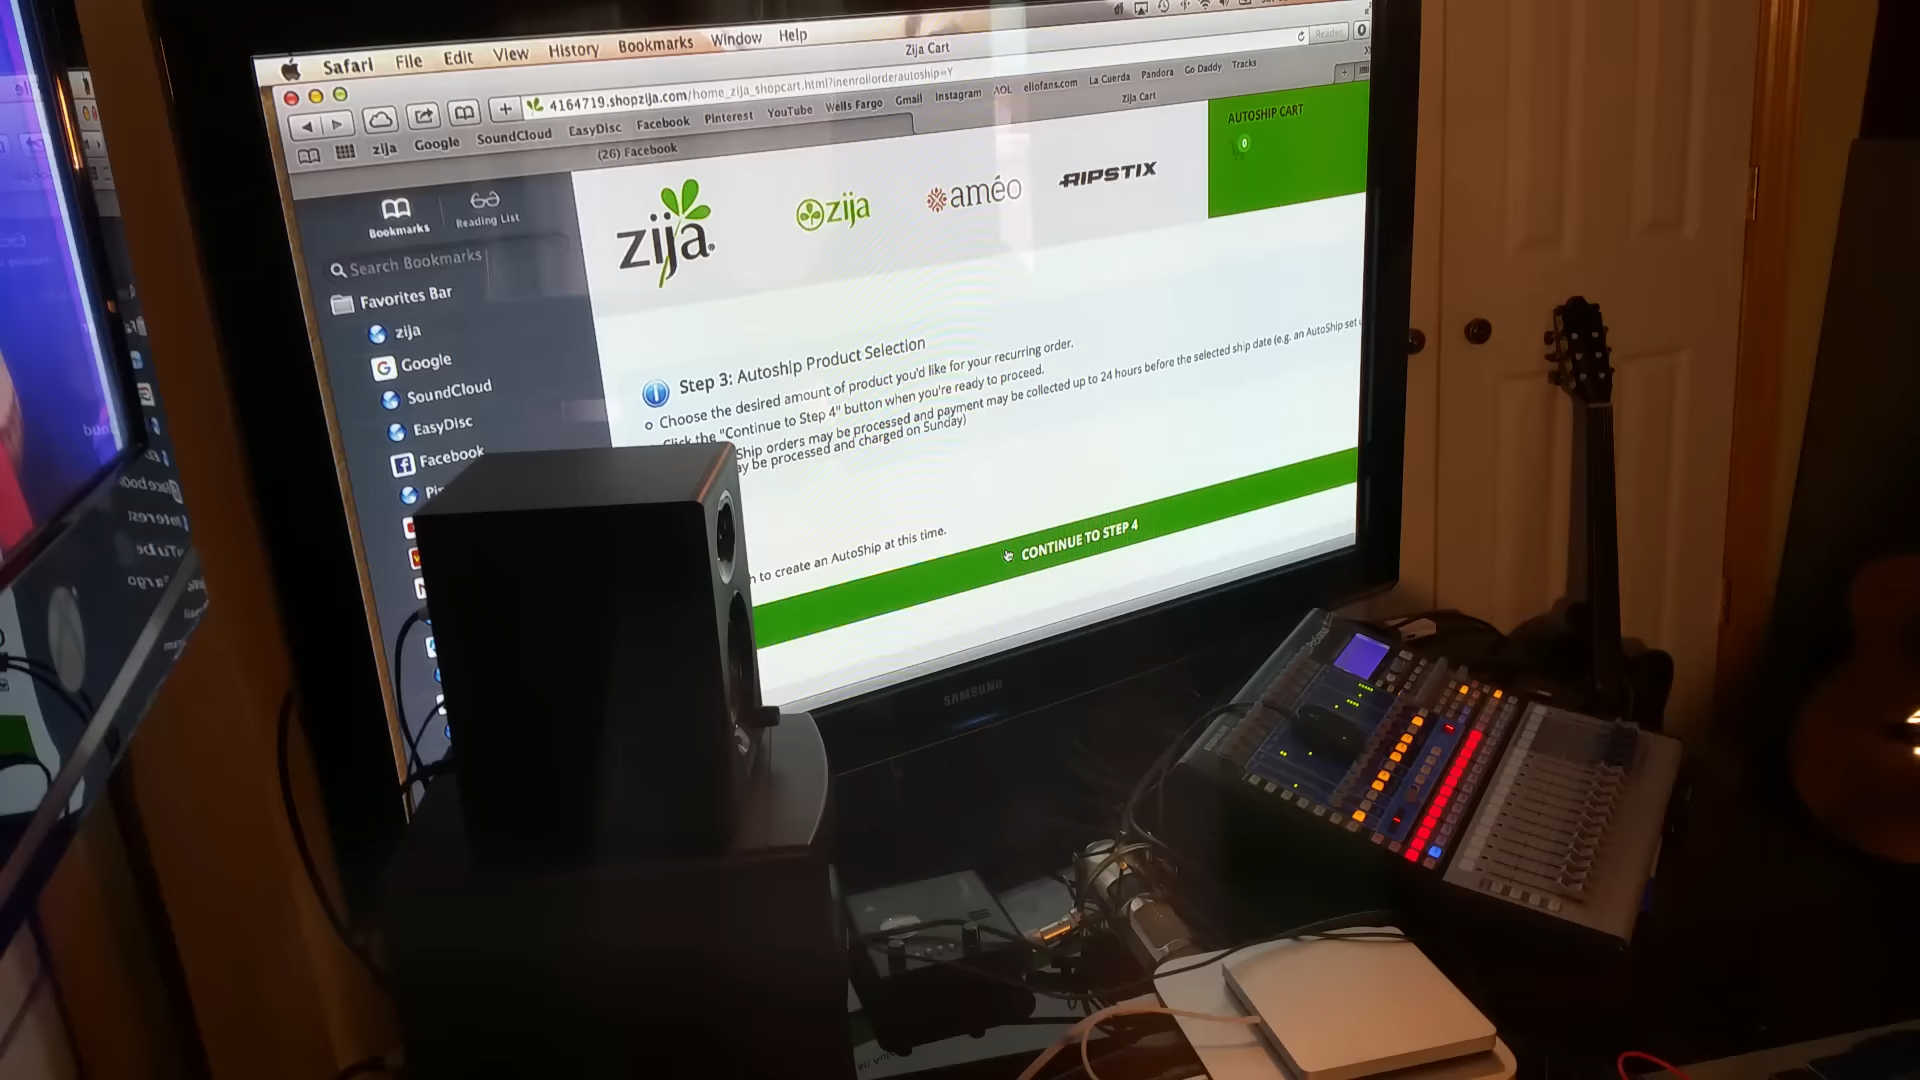 Safari File Edit View History Bookmarks Window Help
Zija Cart
4164719.shopzija.com/home_zija_shopcart.html?inenrollorderautoship=Y
Reader
zija Google SoundCloud EasyDisc Facebook Pinterest YouTube Wells Fargo Gmail Instagram AOL ellofans.com La Cuerda Pandora Go Daddy Tracks
(26) Facebook
Zija Cart
Bookmarks
Reading List
Search Bookmarks
Favorites Bar
zija
Google
SoundCloud
EasyDisc
Facebook
zija
zija
améo
RIPSTIX
AUTOSHIP CART
0
Step 3: Autoship Product Selection
Choose the desired amount of product you'd like for your recurring order.
Click the "Continue to Step 4" button when you're ready to proceed.
Ship orders may be processed and payment may be collected up to 24 hours before the selected ship date (e.g. an AutoShip set
ay be processed and charged on Sunday)
to create an AutoShip at this time.
CONTINUE TO STEP 4
SAMSUNG